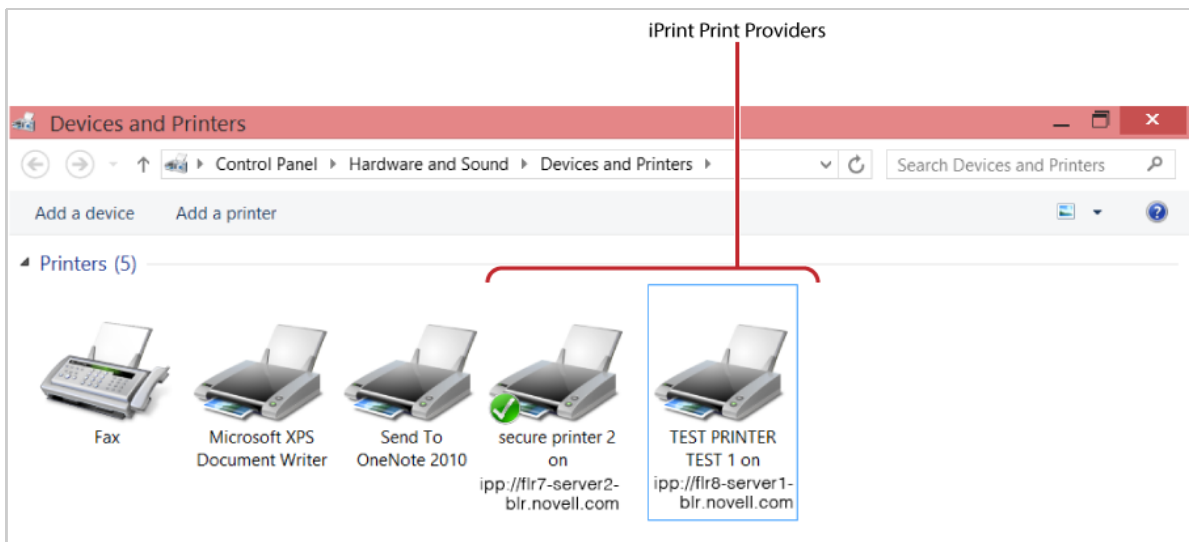 iPrint Print Providers
Devices and Printers
Control Panel Hardware and Sound Devices and Printers
Search Devices and Printers
Add a device Add a printer
Printers (5)
Fax
Microsoft XPS
Document Writer
Send To
OneNote 2010
secure printer 2
on
ipp://flr7-server2-
blr.novell.com
TEST PRINTER
TEST 1 on
ipp://flr8-server1-
blr.novell.com